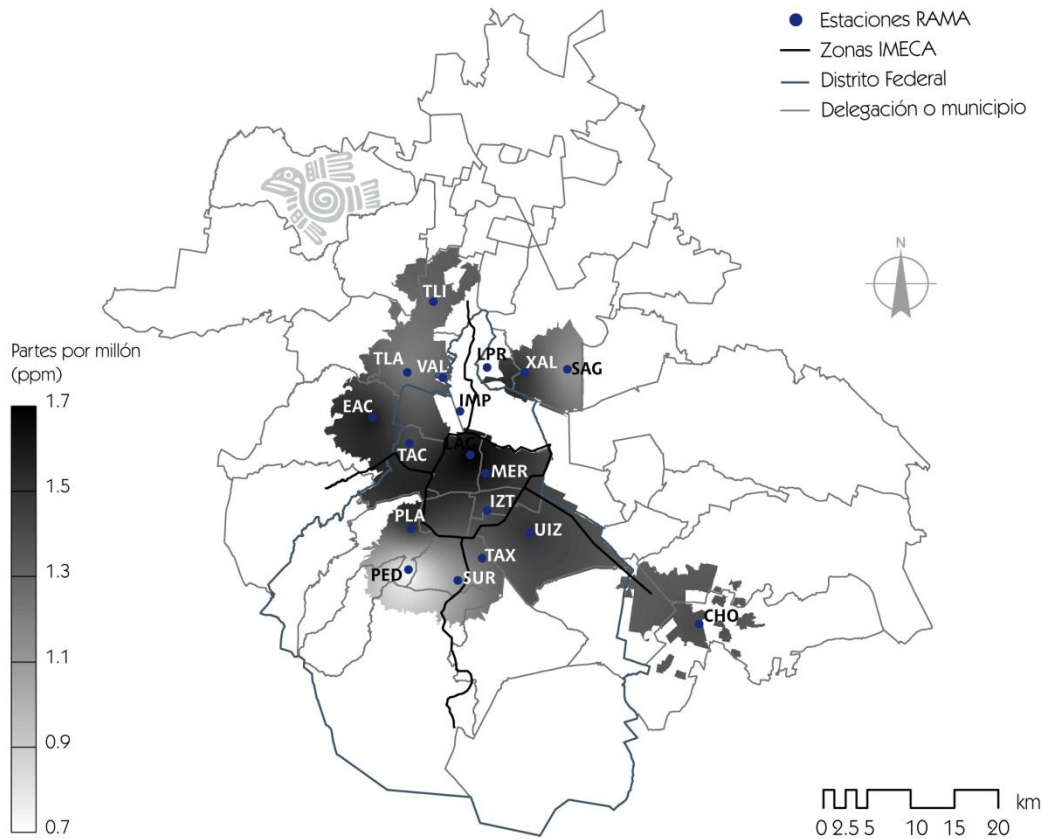 Estaciones RAMA
Zonas IMECA
Distrito Federal
Delegación o municipio
N
TLI
TLA
VAL
LPR
XAL
SAG
EAC
IMP
TAC
LAG
MER
IZT
PLA
UIZ
TAX
PED
SUR
CHO
Partes por millón
(ppm)
1.7
1.5
1.3
1.1
0.9
0.7
km
0 2.5 5 10 15 20